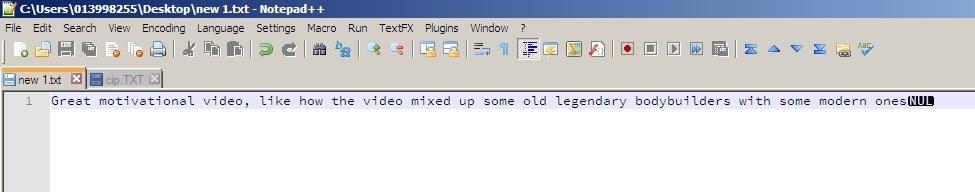 C:\Users\013998255\Desktop\new 1.txt - Notepad++
File Edit Search View Encoding Language Settings Macro Run TextFX Plugins Window ?
new 1.txt cip.TXT
1 Great motivational video, like how the video mixed up some old legendary bodybuilders with some modern onesNUL